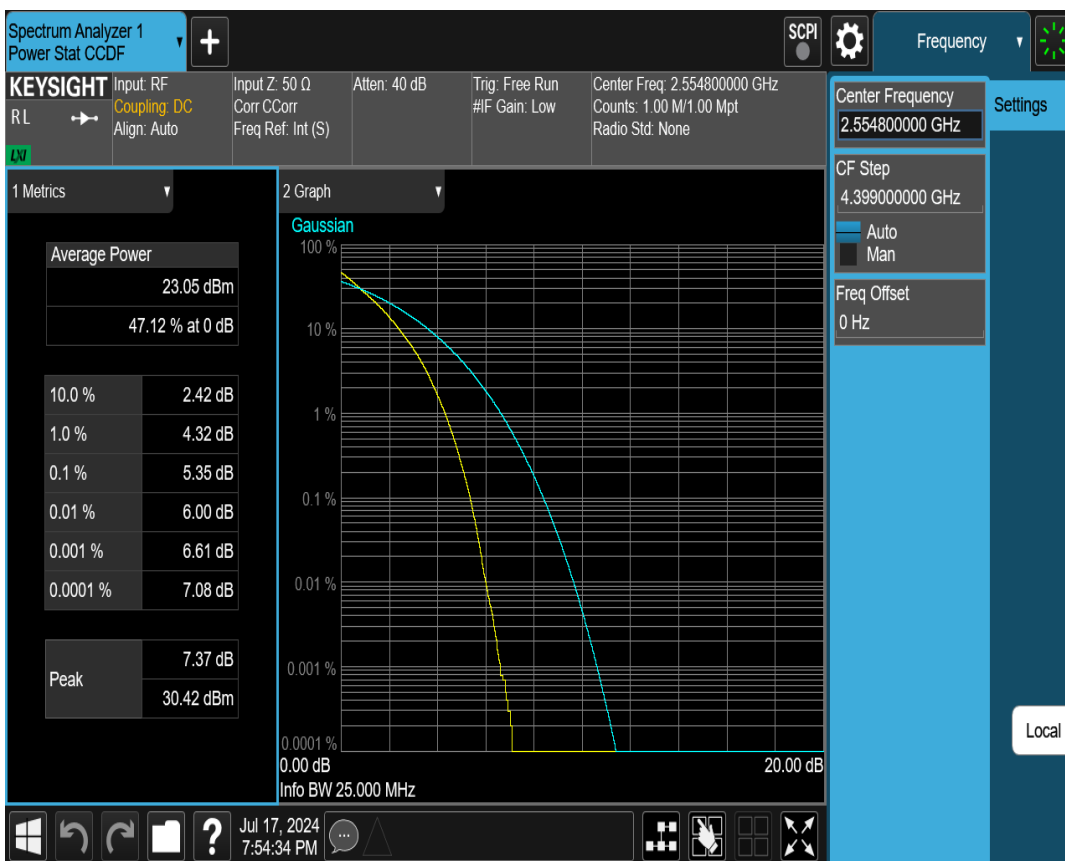 Spectrum Analyzer 1
Power Stat CCDF
+
SCPI
Frequency
KEYSIGHT
RL
LXI
Input: RF
Coupling: DC
Align: Auto
Input Z: 50 Ω
Corr CCorr
Freq Ref: Int (S)
Atten: 40 dB
Trig: Free Run
#IF Gain: Low
Center Freq: 2.554800000 GHz
Counts: 1.00 M/1.00 Mpt
Radio Std: None
Center Frequency
2.554800000 GHz
Settings
CF Step
4.399000000 GHz
Auto
Man
Freq Offset
0 Hz
1 Metrics
Average Power
23.05 dBm
47.12 % at 0 dB
10.0 % 2.42 dB
1.0 % 4.32 dB
0.1 % 5.35 dB
0.01 % 6.00 dB
0.001 % 6.61 dB
0.0001 % 7.08 dB
Peak
7.37 dB
30.42 dBm
2 Graph
Gaussian
100 %
10 %
1 %
0.1 %
0.01 %
0.001 %
0.0001 %
0.00 dB 20.00 dB
Info BW 25.000 MHz
Local
?
Jul 17, 2024
7:54:34 PM